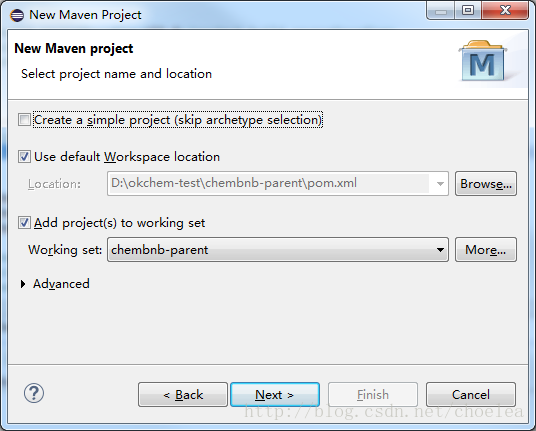 New Maven Project
New Maven project
Select project name and location
M
Create a simple project (skip archetype selection)
Use default Workspace location
Location: D:\okchem-test\chembnb-parent\pom.xml Browse...
Add project(s) to working set
Working set: chembnb-parent More...
Advanced
? < Back Next > Finish Cancel
http://blog.csdn.net/choelea